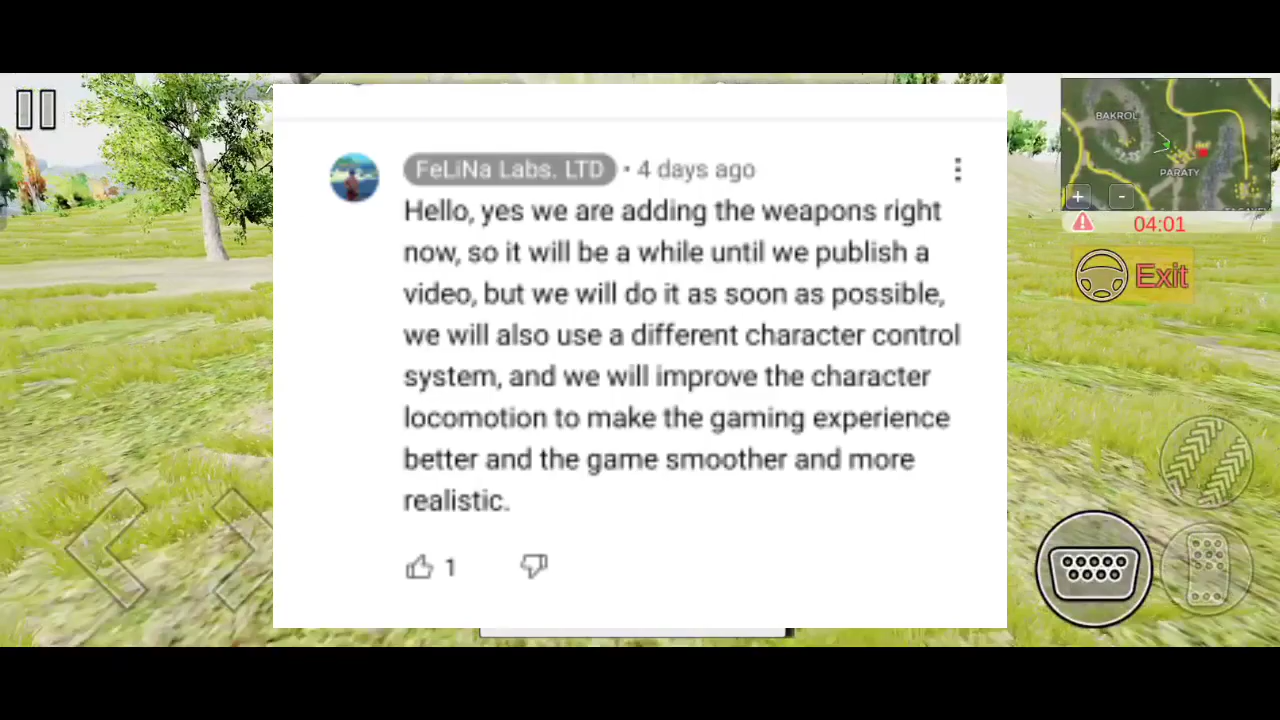 FeLiNa Labs. LTD • 4 days ago
Hello, yes we are adding the weapons right
now, so it will be a while until we publish a
video, but we will do it as soon as possible,
we will also use a different character control
system, and we will improve the character
locomotion to make the gaming experience
better and the game smoother and more
realistic.
1
BAKROL
PARATY
+ -
04:01
Exit